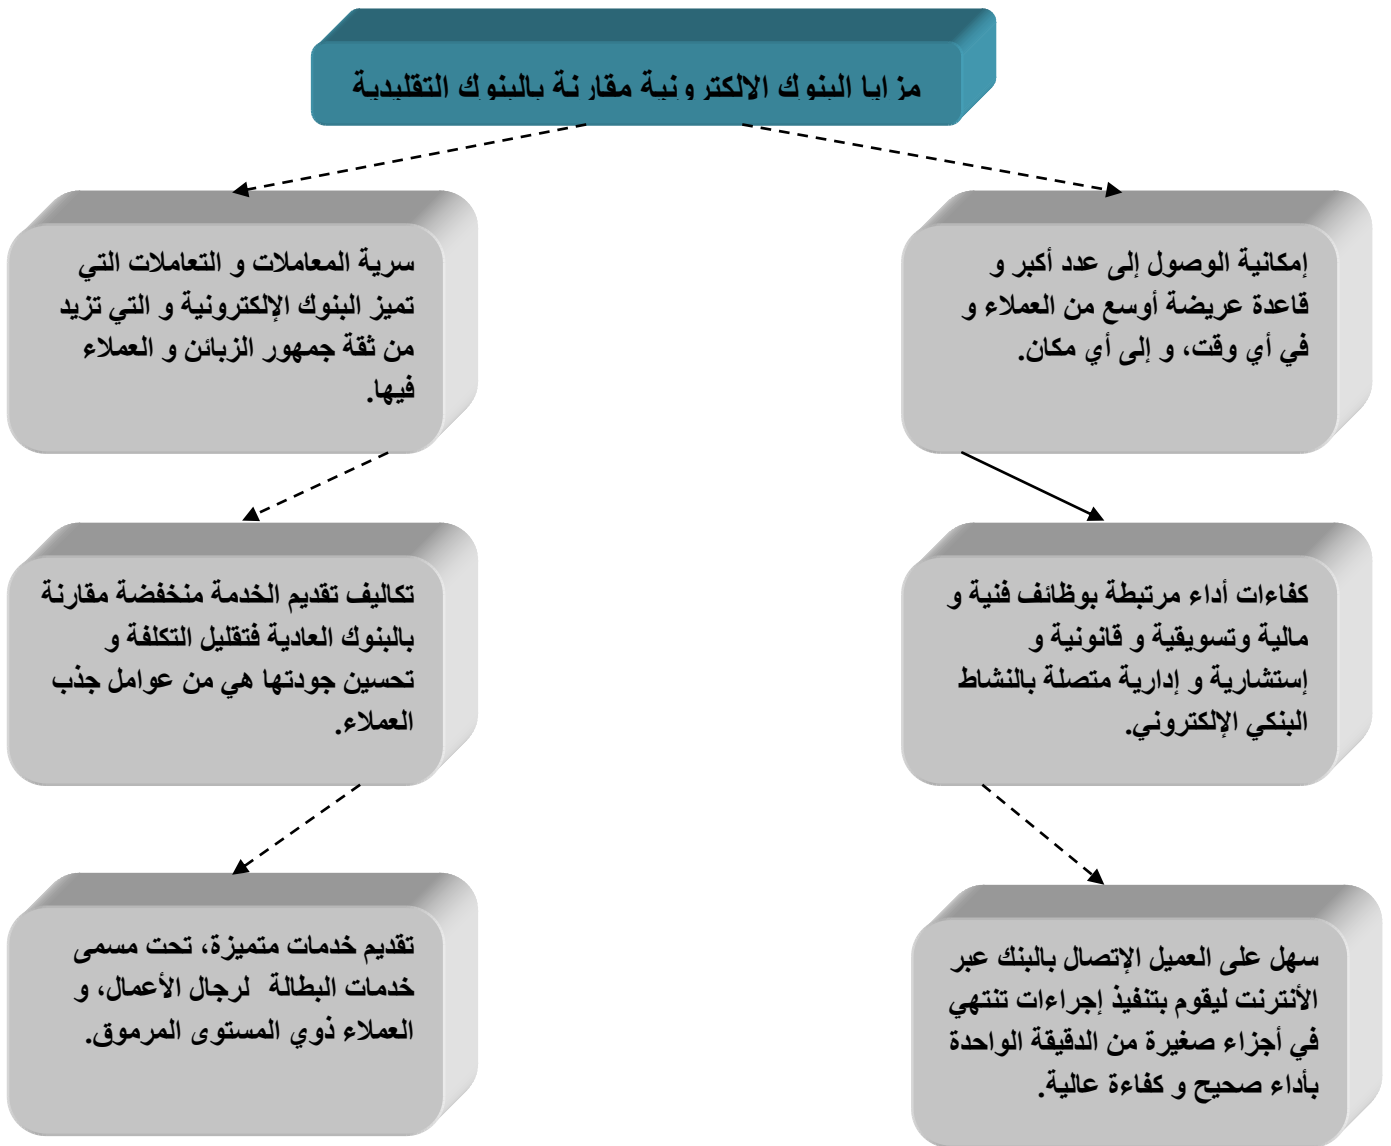 مزايا البنوك الالكترونية مقارنة بالبنوك التقليدية
إمكانية الوصول إلى عدد أكبر و
قاعدة عريضة أوسع من العملاء و
في أي وقت، و إلى أي مكان.
سرية المعاملات و التعاملات التي
تميز البنوك الإلكترونية و التي تزيد
من ثقة جمهور الزبائن و العملاء
فيها.
كفاءات أداء مرتبطة بوظائف فنية و
مالية وتسويقية و قانونية و
إستشارية و إدارية متصلة بالنشاط
البنكي الإلكتروني.
تكاليف تقديم الخدمة منخفضة مقارنة
بالبنوك العادية فتقليل التكلفة و
تحسين جودتها هي من عوامل جذب
العملاء.
سهل على العميل الإتصال بالبنك عبر
الأنترنت ليقوم بتنفيذ إجراءات تنتهي
في أجزاء صغيرة من الدقيقة الواحدة
بأداء صحيح و كفاءة عالية.
تقديم خدمات متميزة، تحت مسمى
خدمات البطالة لرجال الأعمال، و
العملاء ذوي المستوى المرموق.